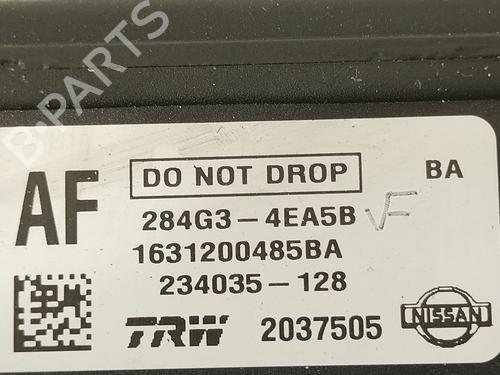 DO NOT DROP
BA
AF
284G3-4EA5B
VF
1631200485BA
234035-128
TRW
2037505
NISSAN
B-PARTS